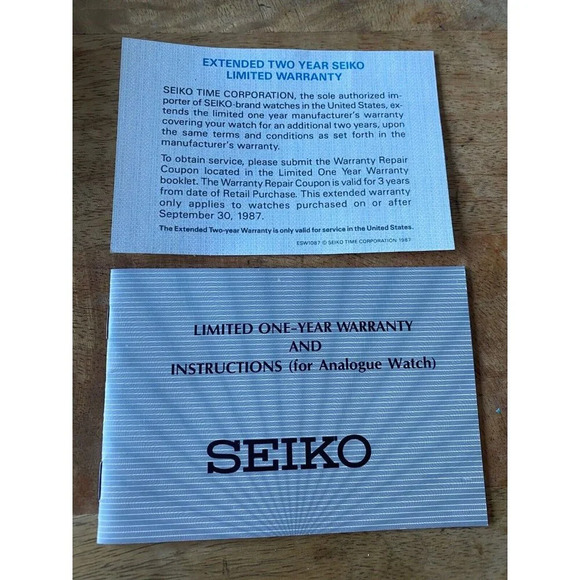 EXTENDED TWO YEAR SEIKO
LIMITED WARRANTY
SEIKO TIME CORPORATION, the sole authorized im-
porter of SEIKO-brand watches in the United States, ex-
tends the limited one year manufacturer's warranty
covering your watch for an additional two years, upon
the same terms and conditions as set forth in the
manufacturer's warranty.
To obtain service, please submit the Warranty Repair
Coupon located in the Limited One Year Warranty
booklet. The Warranty Repair Coupon is valid for 3 years
from date of Retail Purchase. This extended warranty
only applies to watches purchased on or after
September 30, 1987.
The Extended Two-year Warranty is only valid for service in the United States.
ESW1087 © SEIKO TIME CORPORATION 1987
LIMITED ONE-YEAR WARRANTY
AND
INSTRUCTIONS (for Analogue Watch)
SEIKO